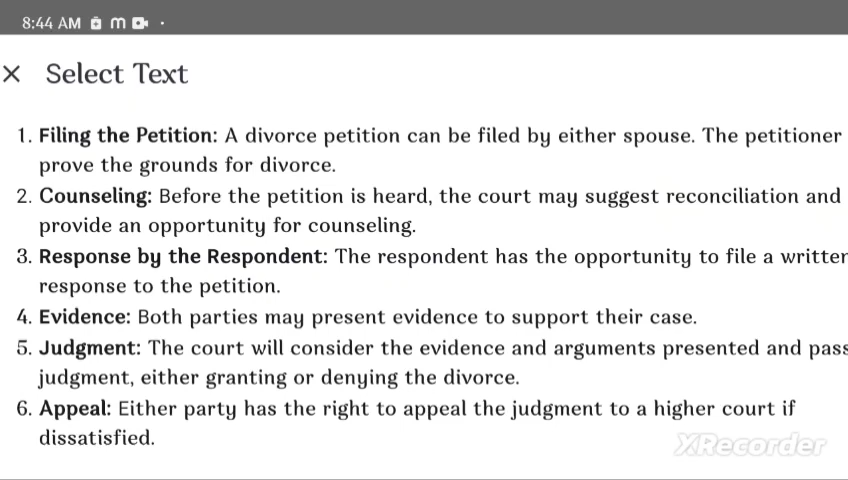 8:44 AM
Select Text
1. Filing the Petition: A divorce petition can be filed by either spouse. The petitioner
prove the grounds for divorce.
2. Counseling: Before the petition is heard, the court may suggest reconciliation and
provide an opportunity for counseling.
3. Response by the Respondent: The respondent has the opportunity to file a written
response to the petition.
4. Evidence: Both parties may present evidence to support their case.
5. Judgment: The court will consider the evidence and arguments presented and pass
judgment, either granting or denying the divorce.
6. Appeal: Either party has the right to appeal the judgment to a higher court if
dissatisfied.
XRecorder